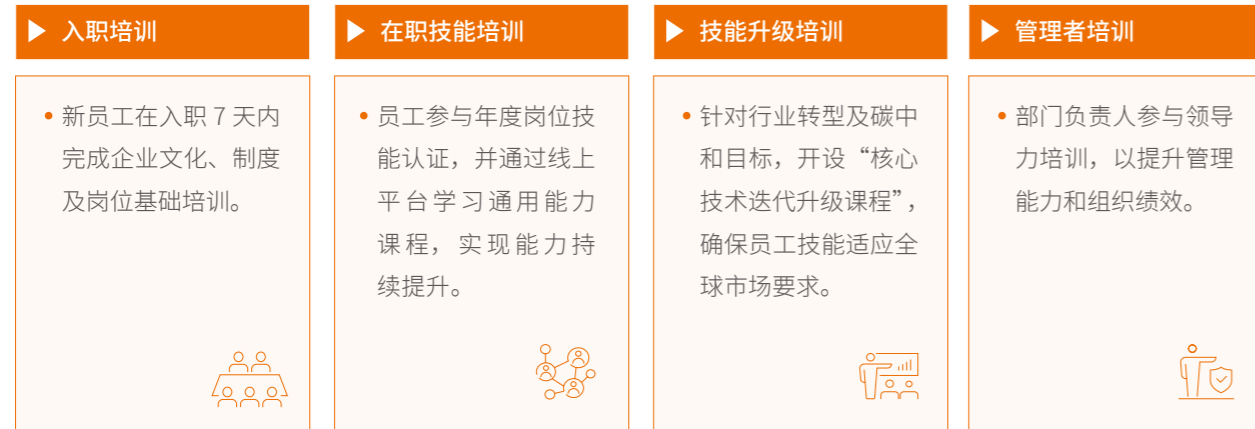 入职培训
新员工在入职 7 天内
完成企业文化、制度
及岗位基础培训。
在职技能培训
员工参与年度岗位技
能认证，并通过线上
平台学习通用能力
课程，实现能力持
续提升。
技能升级培训
针对行业转型及碳中
和目标，开设“核心
技术迭代升级课程”，
确保员工技能适应全
球市场要求。
管理者培训
部门负责人参与领导
力培训，以提升管理
能力和组织绩效。